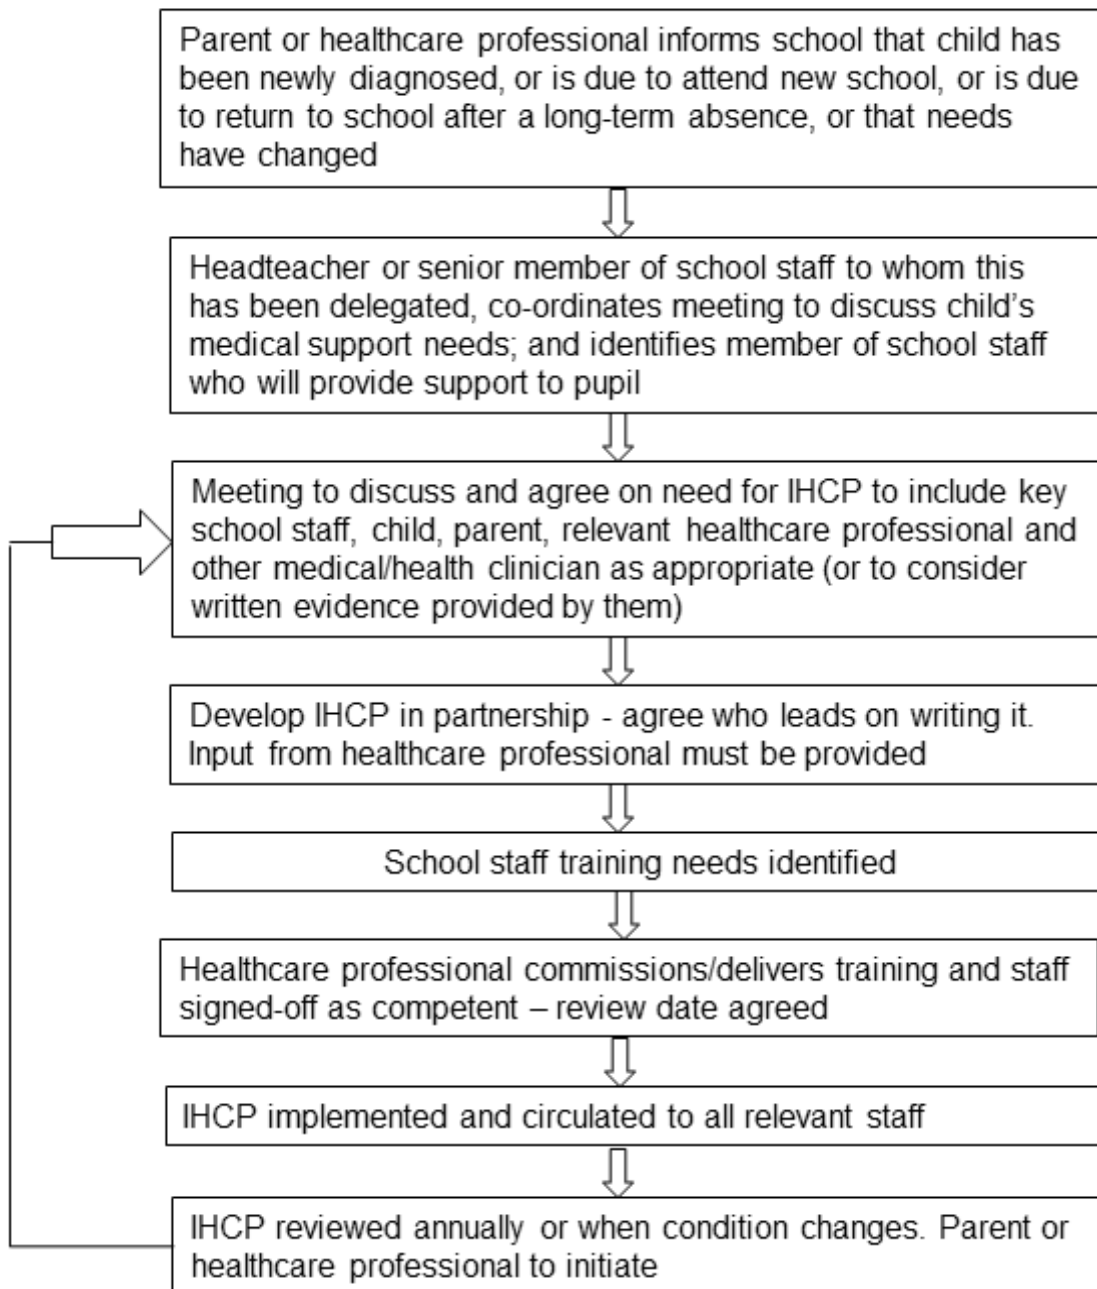 Parent or healthcare professional informs school that child has
been newly diagnosed, or is due to attend new school, or is due
to return to school after a long-term absence, or that needs
have changed
Headteacher or senior member of school staff to whom this
has been delegated, co-ordinates meeting to discuss child’s
medical support needs; and identifies member of school staff
who will provide support to pupil
Meeting to discuss and agree on need for IHCP to include key
school staff, child, parent, relevant healthcare professional and
other medical/health clinician as appropriate (or to consider
written evidence provided by them)
Develop IHCP in partnership - agree who leads on writing it.
Input from healthcare professional must be provided
School staff training needs identified
Healthcare professional commissions/delivers training and staff
signed-off as competent – review date agreed
IHCP implemented and circulated to all relevant staff
IHCP reviewed annually or when condition changes. Parent or
healthcare professional to initiate